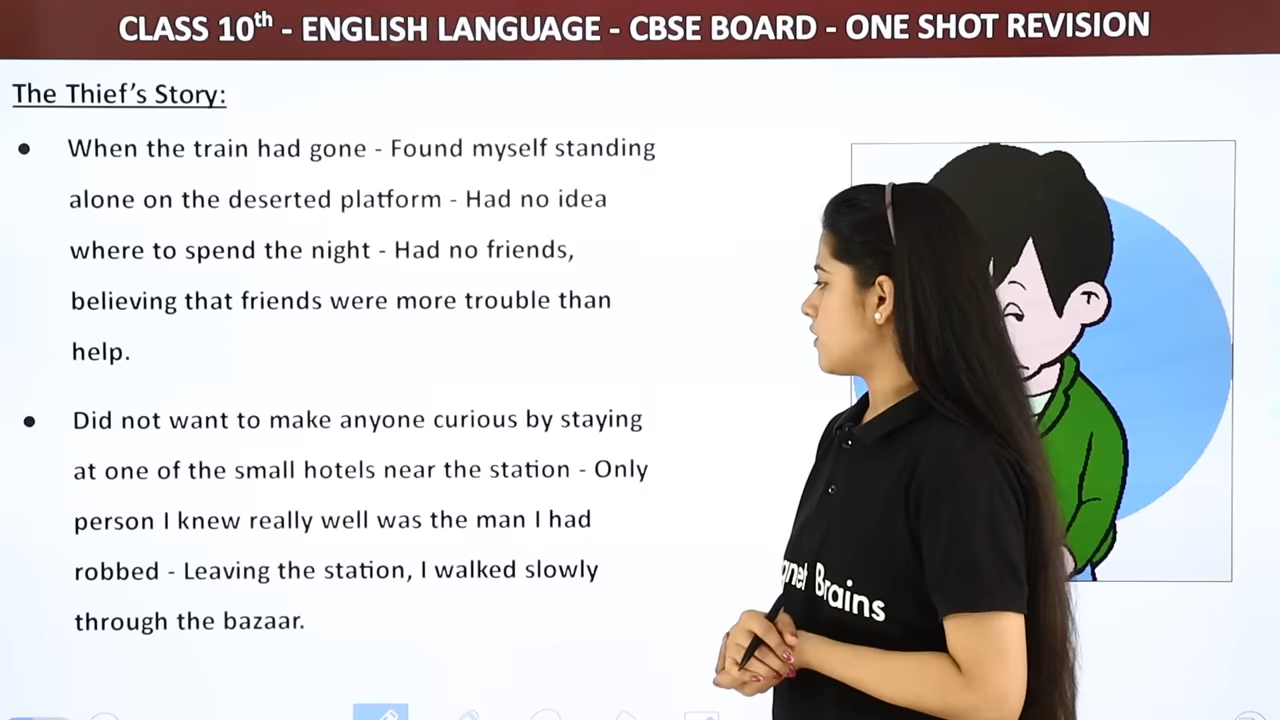 CLASS 10th - ENGLISH LANGUAGE - CBSE BOARD - ONE SHOT REVISION
The Thief's Story:
● When the train had gone - Found myself standing
alone on the deserted platform - Had no idea
where to spend the night - Had no friends,
believing that friends were more trouble than
help.
● Did not want to make anyone curious by staying
at one of the small hotels near the station - Only
person I knew really well was the man I had
robbed - Leaving the station, I walked slowly
through the bazaar.
gnet Brains